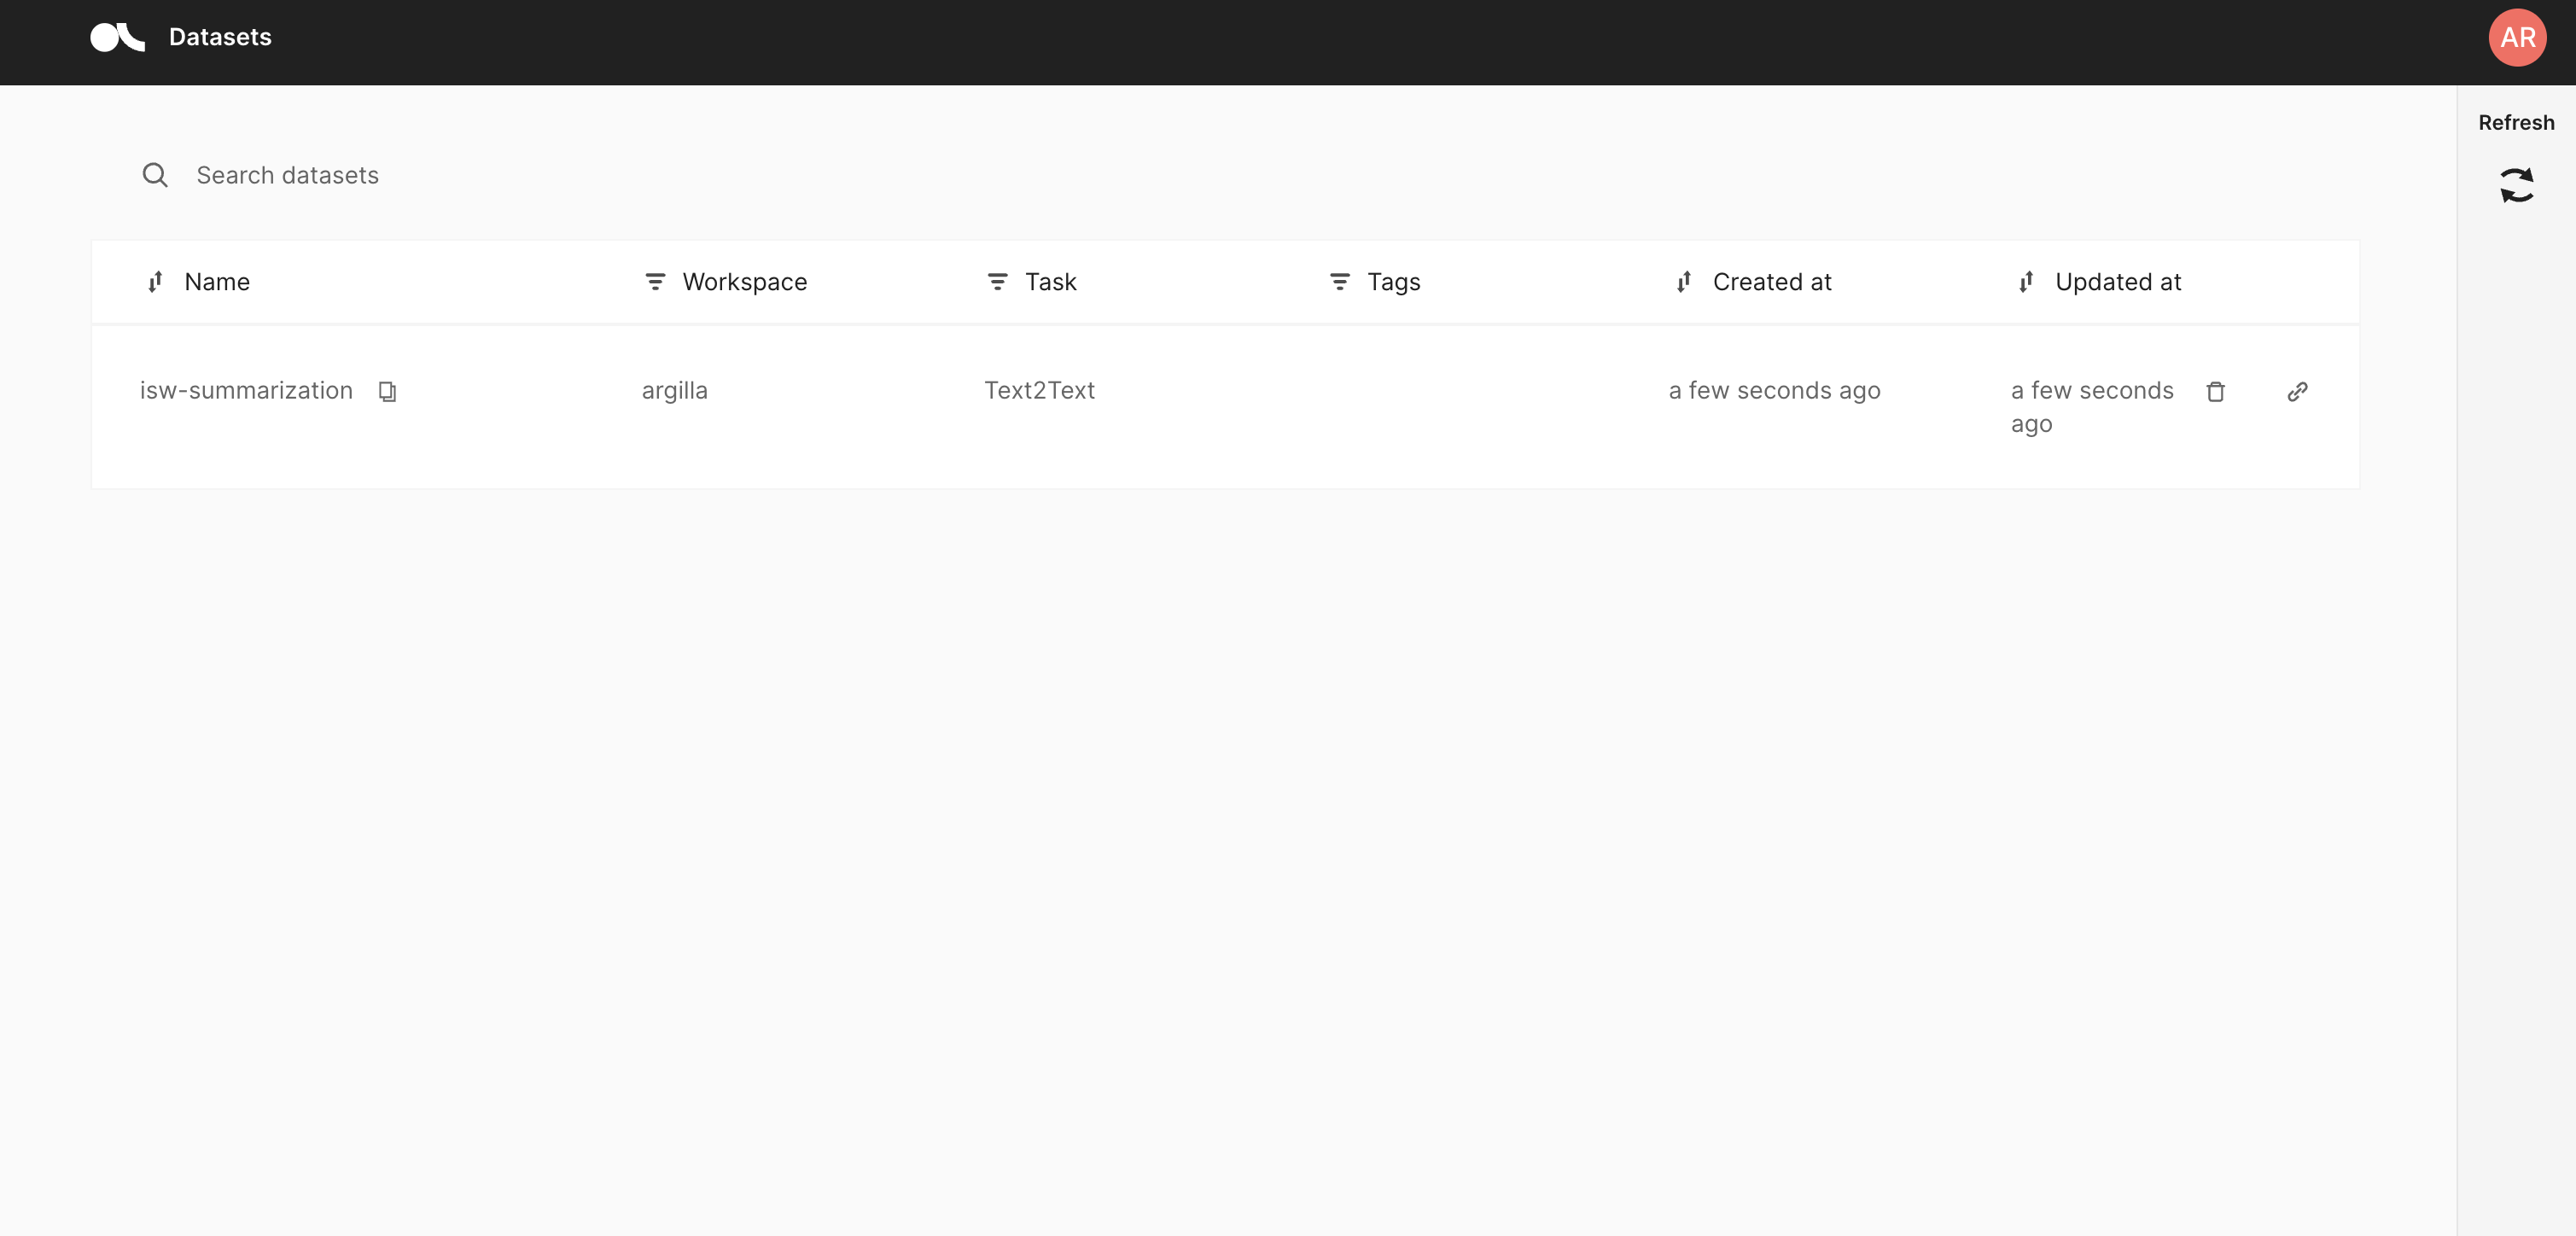 Datasets
AR
Refresh
Search datasets
Name Workspace Task Tags Created at Updated at
isw-summarization argilla Text2Text a few seconds ago a few seconds
ago